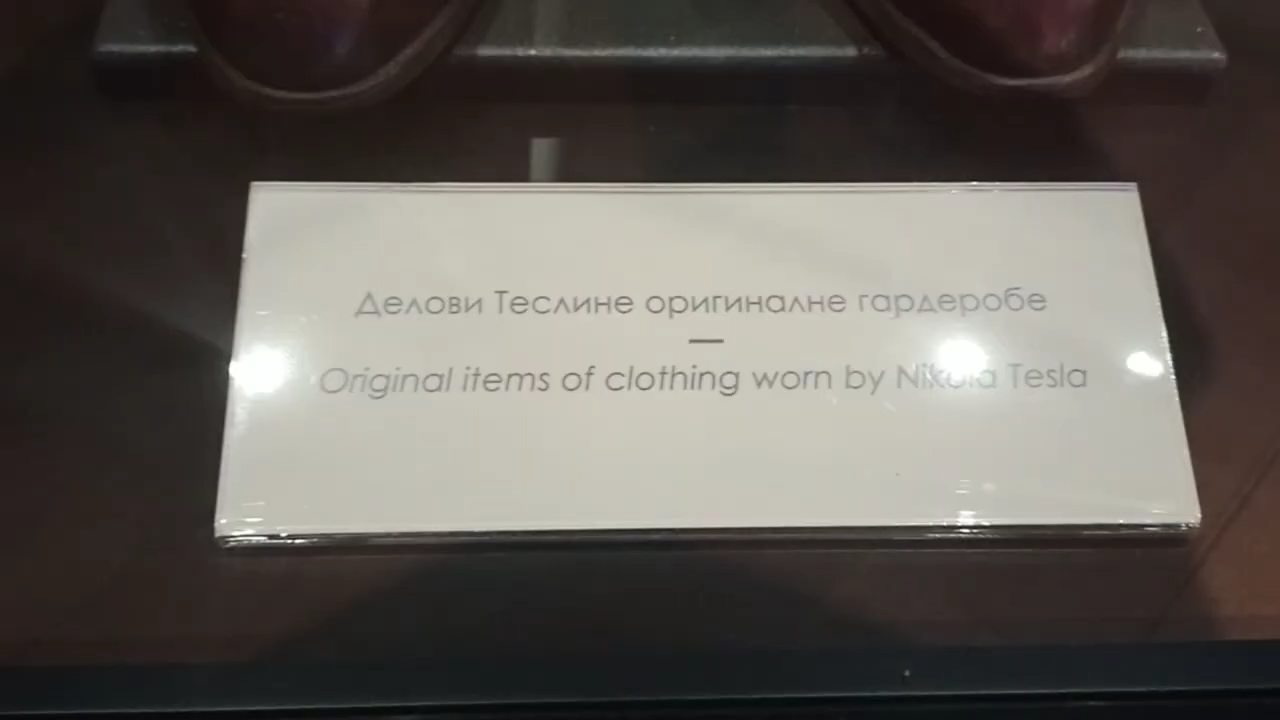 Делови Теслине оригиналне гардеробе
—
Original items of clothing worn by Nikola Tesla